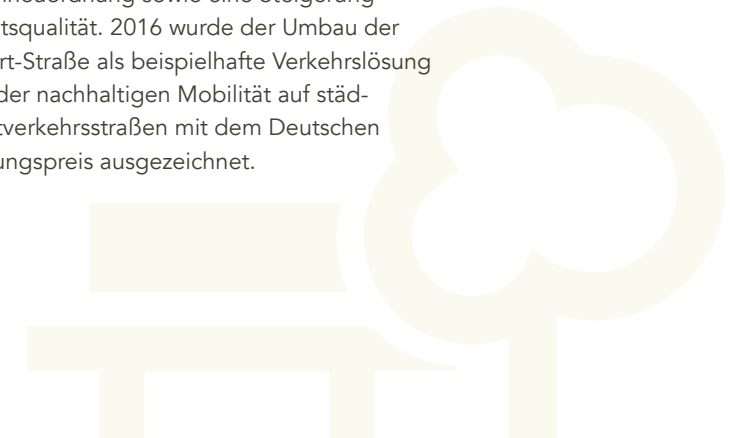 sowie eine Steigerung
tsqualität. 2016 wurde der Umbau der
rt-Straße als beispielhafte Verkehrslösung
der nachhaltigen Mobilität auf städ-
tverkehrsstraßen mit dem Deutschen
ungspreis ausgezeichnet.